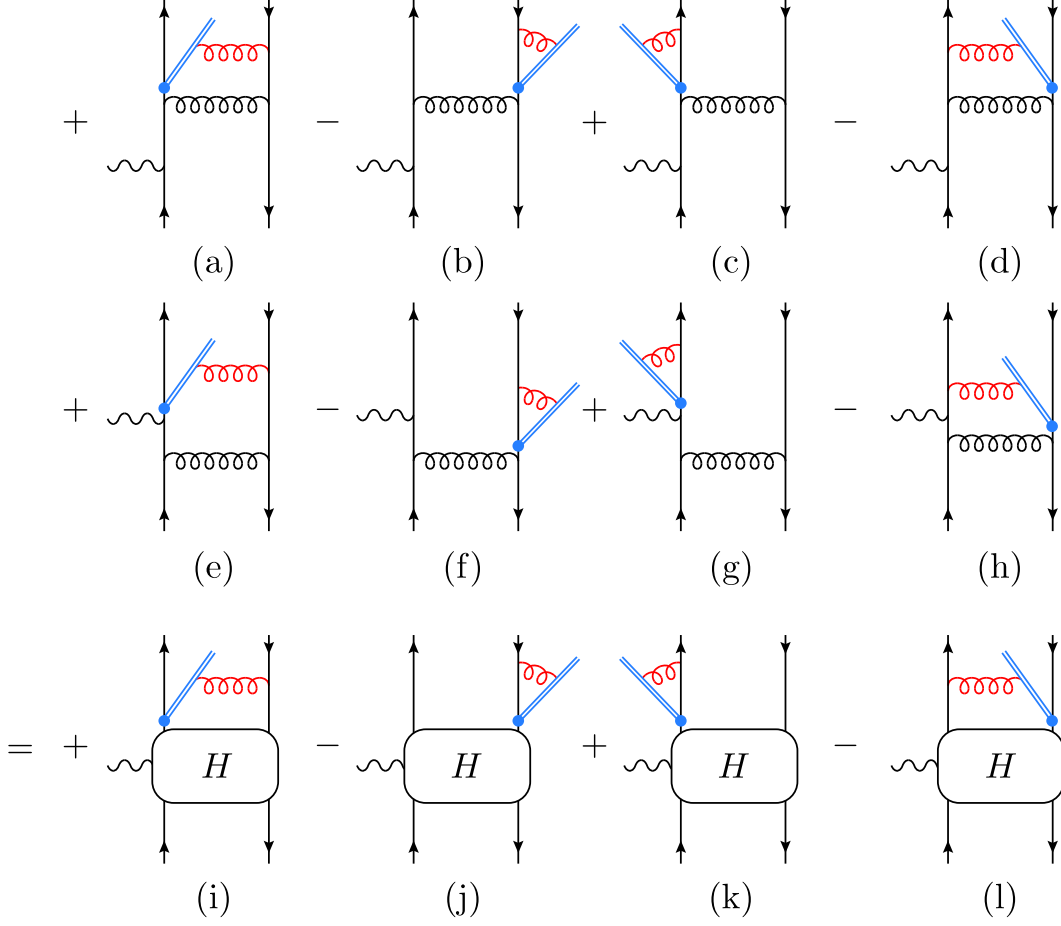 + − + −
(a) (b) (c) (d)
+ − + −
(e) (f) (g) (h)
= + H − H + H − H
(i) (j) (k) (l)